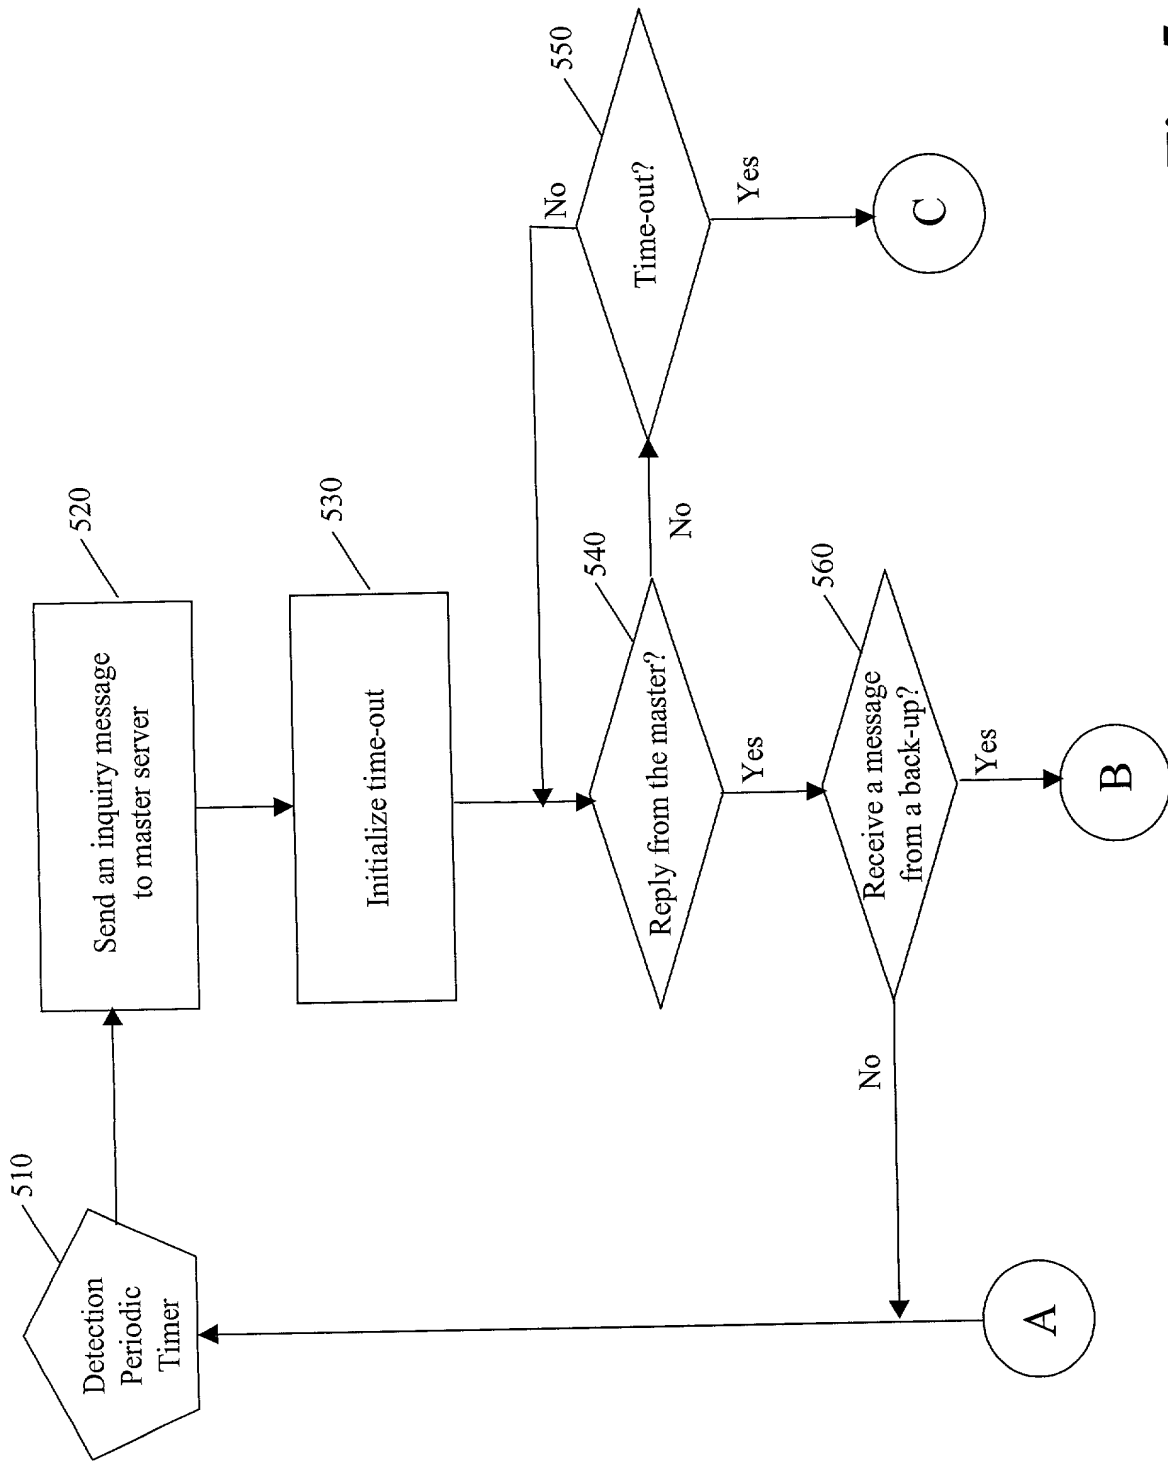 510
Detection
Periodic
Timer
520
Send an inquiry message
to master server
530
Initialize time-out
540
Reply from the master?
No
550
Time-out?
No
Yes
C
Yes
560
Receive a message
from a back-up?
No
Yes
A
B